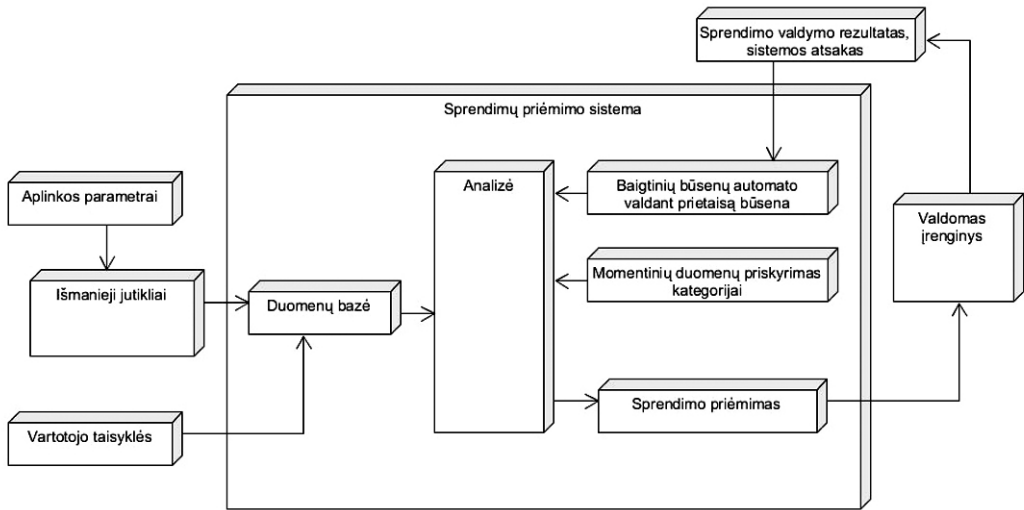 Sprendimo valdymo rezultatas,
sistemos atsakas
Sprendimų priėmimo sistema
Aplinkos parametrai
Analizė
Baigtinių būsenų automato
valdant prietaisą būsena
Valdomas
įrenginys
Išmanieji jutikliai
Duomenų bazė
Momentinių duomenų priskyrimas
kategorijai
Vartotojo taisyklės
Sprendimo priėmimas